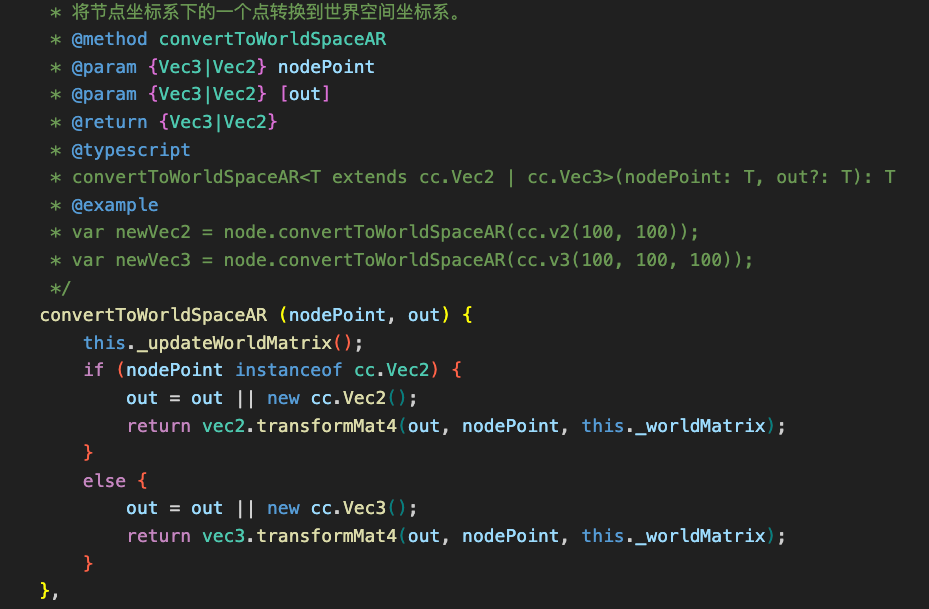 * 将节点坐标系下的一个点转换到世界空间坐标系。
* @method convertToWorldSpaceAR
* @param {Vec3|Vec2} nodePoint
* @param {Vec3|Vec2} [out]
* @return {Vec3|Vec2}
* @typescript
* convertToWorldSpaceAR<T extends cc.Vec2 | cc.Vec3>(nodePoint: T, out?: T): T
* @example
* var newVec2 = node.convertToWorldSpaceAR(cc.v2(100, 100));
* var newVec3 = node.convertToWorldSpaceAR(cc.v3(100, 100, 100));
*/
convertToWorldSpaceAR (nodePoint, out) {
    this._updateWorldMatrix();
    if (nodePoint instanceof cc.Vec2) {
        out = out || new cc.Vec2();
        return vec2.transformMat4(out, nodePoint, this._worldMatrix);
    }
    else {
        out = out || new cc.Vec3();
        return vec3.transformMat4(out, nodePoint, this._worldMatrix);
    }
},